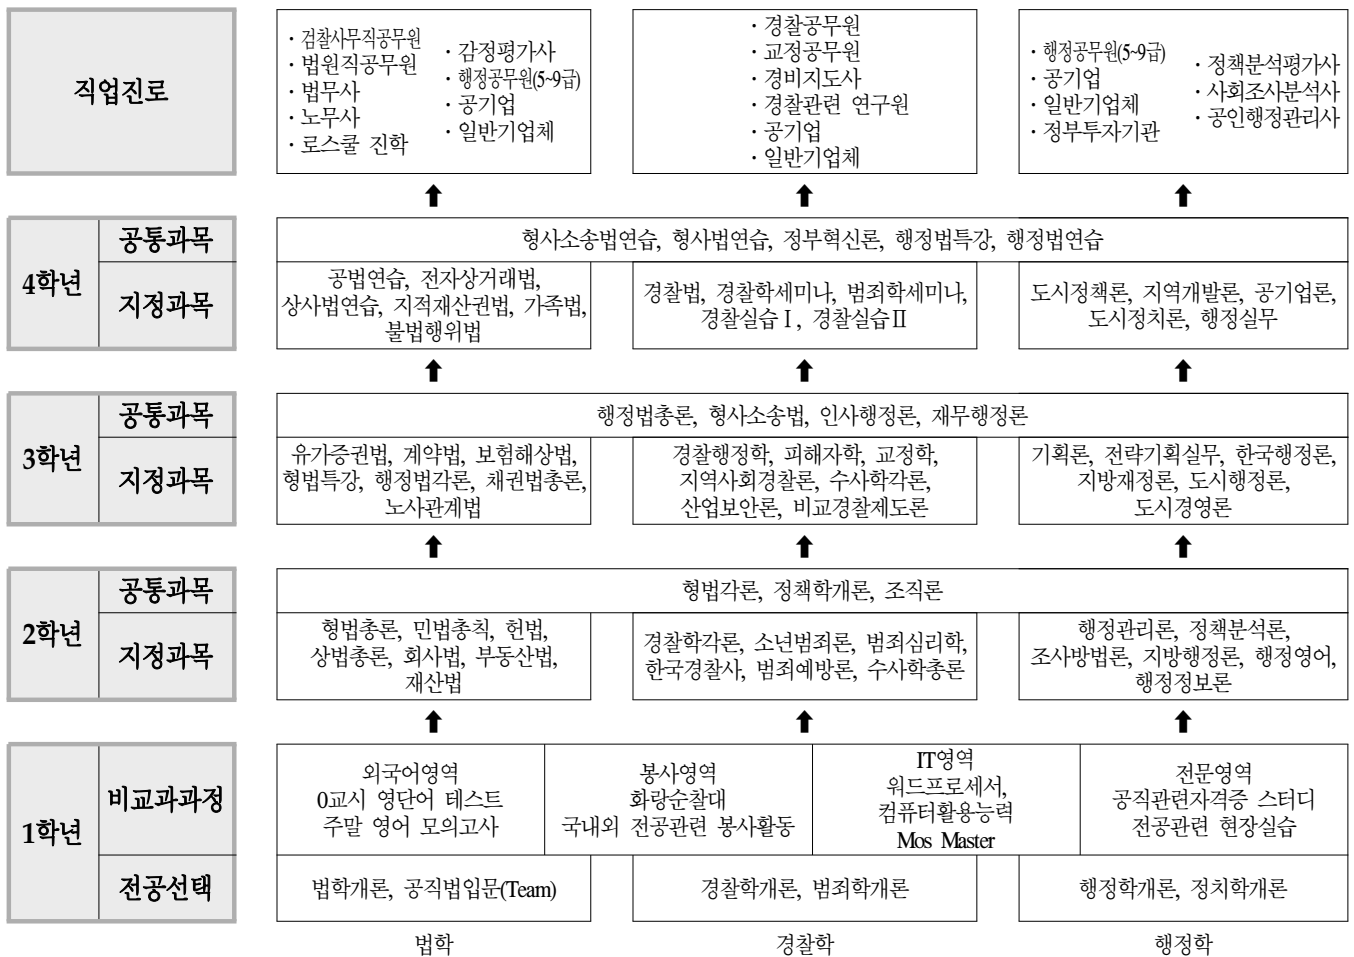 직업진로
· 검찰사무직공무원
· 법원직공무원
· 법무사
· 노무사
· 로스쿨 진학
· 감정평가사
· 행정공무원(5~9급)
· 공기업
· 일반기업체
· 경찰공무원
· 교정공무원
· 경비지도사
· 경찰관련 연구원
· 공기업
· 일반기업체
· 행정공무원(5~9급)
· 공기업
· 일반기업체
· 정부투자기관
· 정책분석평가사
· 사회조사분석사
· 공인행정관리사
4학년
공통과목
형사소송법연습, 형사법연습, 정부혁신론, 행정법특강, 행정법연습
지정과목
공법연습, 전자상거래법,
상사법연습, 지적재산권법, 가족법,
불법행위법
경찰법, 경찰학세미나, 범죄학세미나,
경찰실습Ⅰ, 경찰실습Ⅱ
도시정책론, 지역개발론, 공기업론,
도시정치론, 행정실무
3학년
공통과목
행정법총론, 형사소송법, 인사행정론, 재무행정론
지정과목
유가증권법, 계약법, 보험해상법,
형법특강, 행정법각론, 채권법총론,
노사관계법
경찰행정학, 피해자학, 교정학,
지역사회경찰론, 수사학각론,
산업보안론, 비교경찰제도론
기획론, 전략기획실무, 한국행정론,
지방재정론, 도시행정론,
도시경영론
2학년
공통과목
형법각론, 정책학개론, 조직론
지정과목
형법총론, 민법총칙, 헌법,
상법총론, 회사법, 부동산법,
재산법
경찰학각론, 소년범죄론, 범죄심리학,
한국경찰사, 범죄예방론, 수사학총론
행정관리론, 정책분석론,
조사방법론, 지방행정론, 행정영어,
행정정보론
1학년
비교과과정
외국어영역
0교시 영단어 테스트
주말 영어 모의고사
봉사영역
화랑순찰대
국내외 전공관련 봉사활동
IT영역
워드프로세서,
컴퓨터활용능력
Mos Master
전문영역
공직관련자격증 스터디
전공관련 현장실습
전공선택
법학개론, 공직법입문(Team)
경찰학개론, 범죄학개론
행정학개론, 정치학개론
법학
경찰학
행정학